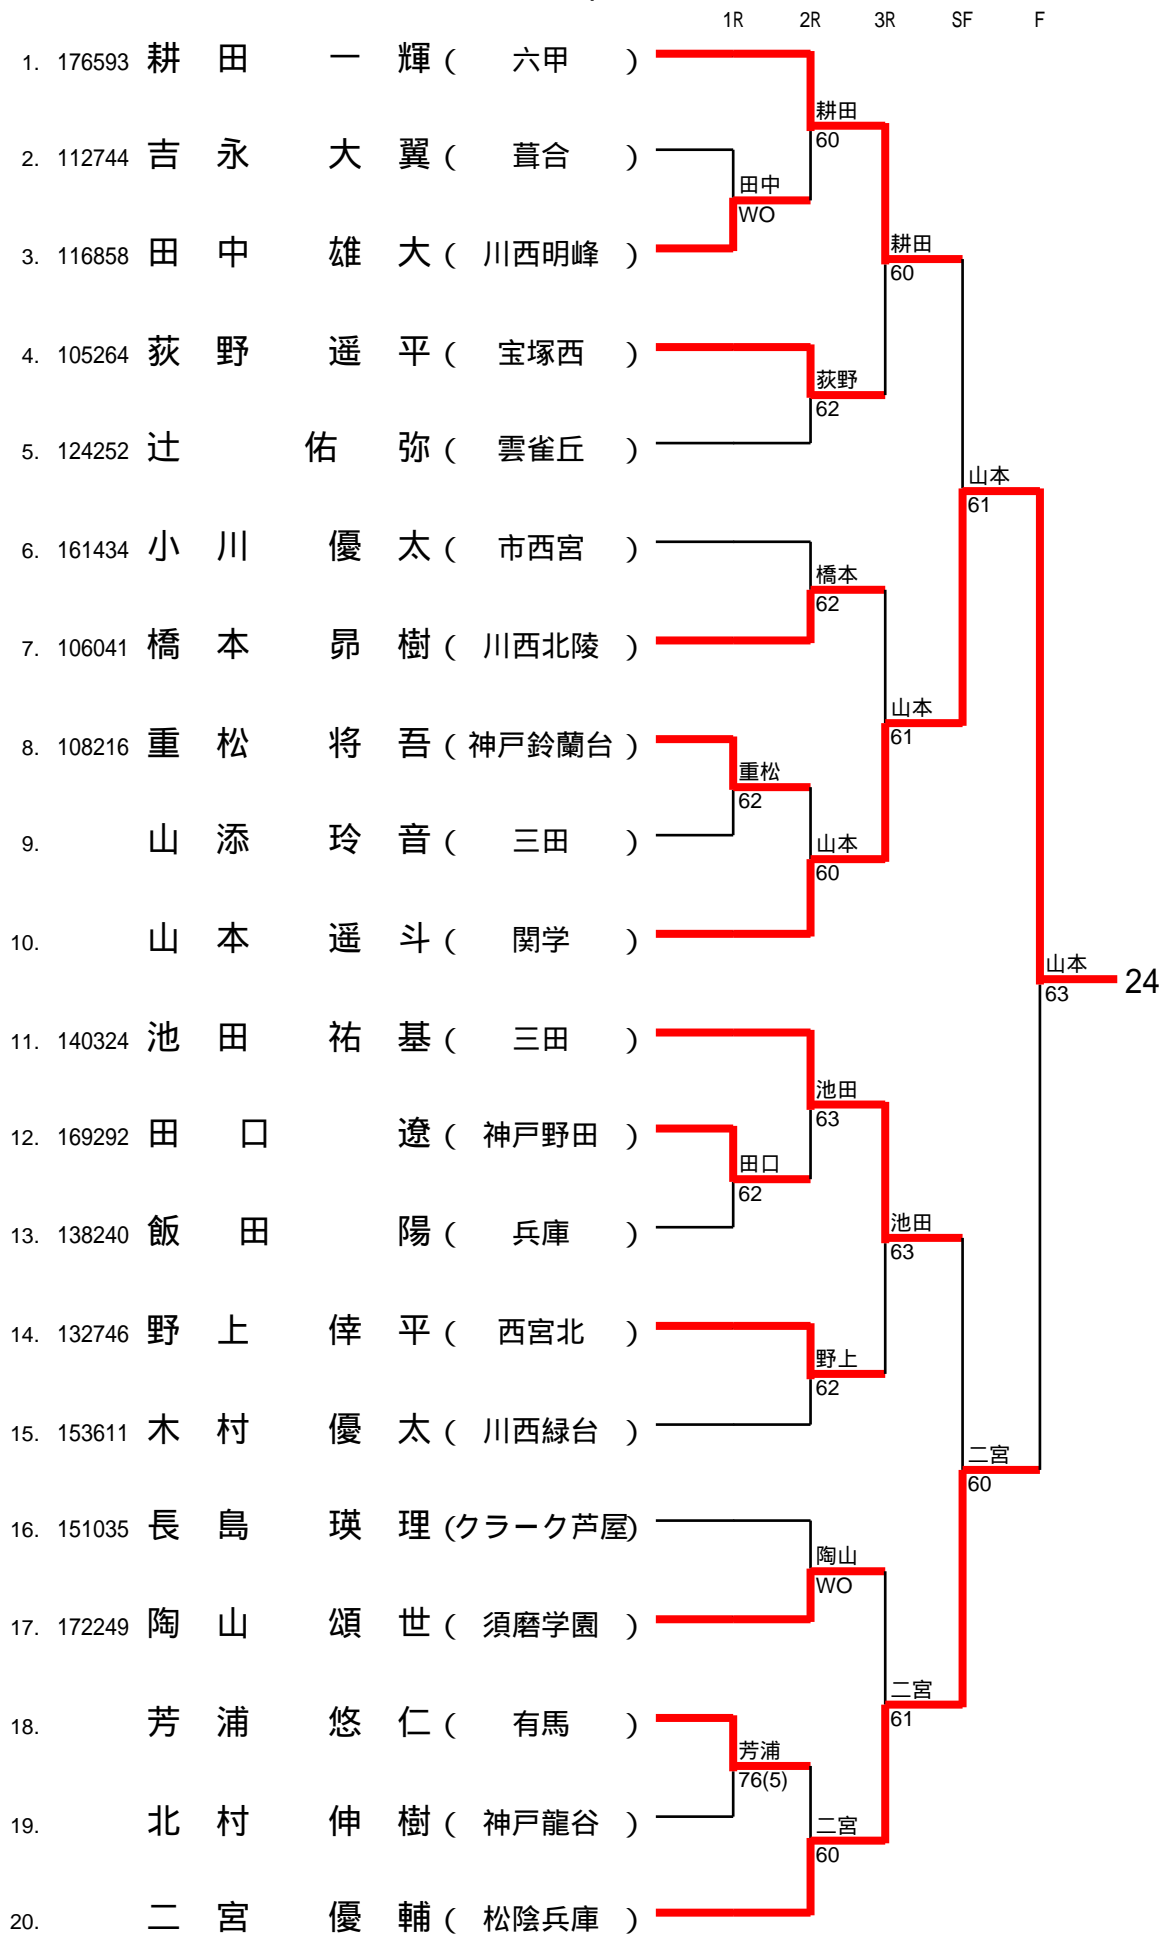 1R 2R 3R SF F
1. 176593 耕 田 一 輝 ( 六甲 )
耕田
60
2. 112744 吉 永 大 翼 ( 葺合 )
田中
WO
3. 116858 田 中 雄 大 ( 川西明峰 )
耕田
60
4. 105264 荻 野 遥 平 ( 宝塚西 )
荻野
62
5. 124252 辻 佑 弥 ( 雲雀丘 )
山本
61
6. 161434 小 川 優 太 ( 市西宮 )
橋本
62
7. 106041 橋 本 昴 樹 ( 川西北陵 )
山本
61
8. 108216 重 松 将 吾 ( 神戸鈴蘭台 )
重松
62
9. 山 添 玲 音 ( 三田 )
山本
60
10. 山 本 遥 斗 ( 関学 )
山本
63
24
11. 140324 池 田 祐 基 ( 三田 )
池田
63
12. 169292 田 口 遼 ( 神戸野田 )
田口
62
13. 138240 飯 田 陽 ( 兵庫 )
池田
63
14. 132746 野 上 倖 平 ( 西宮北 )
野上
62
15. 153611 木 村 優 太 ( 川西緑台 )
二宮
60
16. 151035 長 島 瑛 理 (クラーク芦屋)
陶山
WO
17. 172249 陶 山 頌 世 ( 須磨学園 )
二宮
61
18. 芳 浦 悠 仁 ( 有馬 )
芳浦
76(5)
19. 北 村 伸 樹 ( 神戸龍谷 )
二宮
60
20. 二 宮 優 輔 ( 松陰兵庫 )